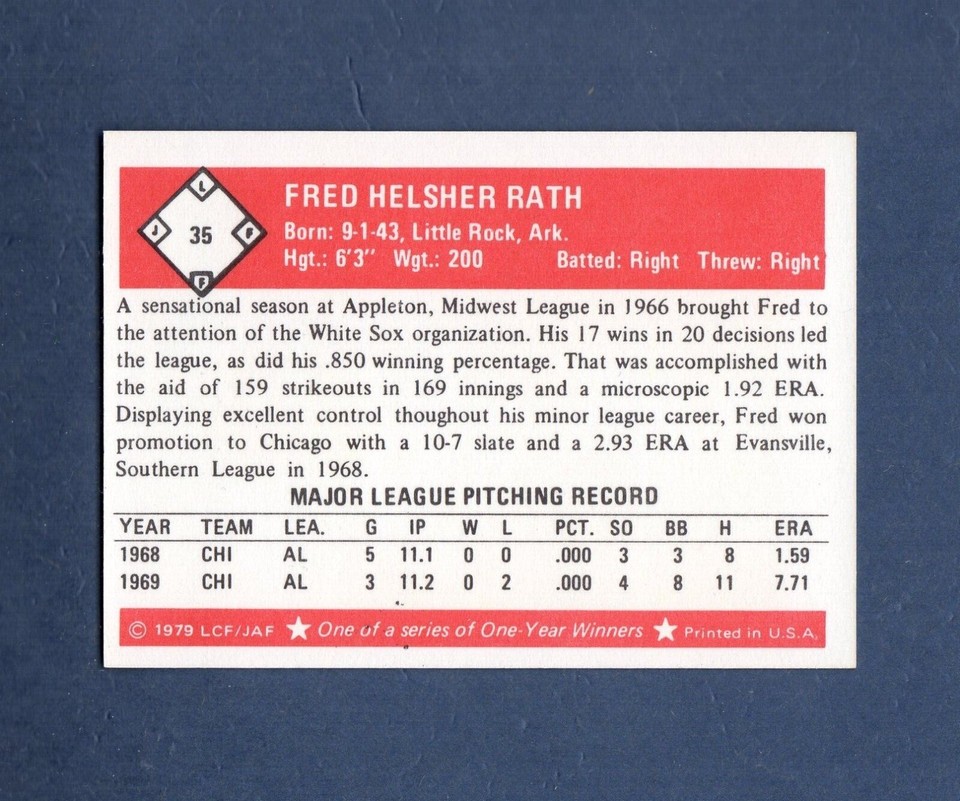 L
J 35 F
F
FRED HELSHER RATH
Born: 9-1-43, Little Rock, Ark.
Hgt.: 6'3" Wgt.: 200 Batted: Right Threw: Right
A sensational season at Appleton, Midwest League in 1966 brought Fred to
the attention of the White Sox organization. His 17 wins in 20 decisions led
the league, as did his .850 winning percentage. That was accomplished with
the aid of 159 strikeouts in 169 innings and a microscopic 1.92 ERA.
Displaying excellent control thoughout his minor league career, Fred won
promotion to Chicago with a 10-7 slate and a 2.93 ERA at Evansville,
Southern League in 1968.
MAJOR LEAGUE PITCHING RECORD
YEAR TEAM LEA. G IP W L PCT. SO BB H ERA
1968 CHI AL 5 11.1 0 0 .000 3 3 8 1.59
1969 CHI AL 3 11.2 0 2 .000 4 8 11 7.71
© 1979 LCF/JAF ★ One of a series of One-Year Winners ★ Printed in U.S.A.